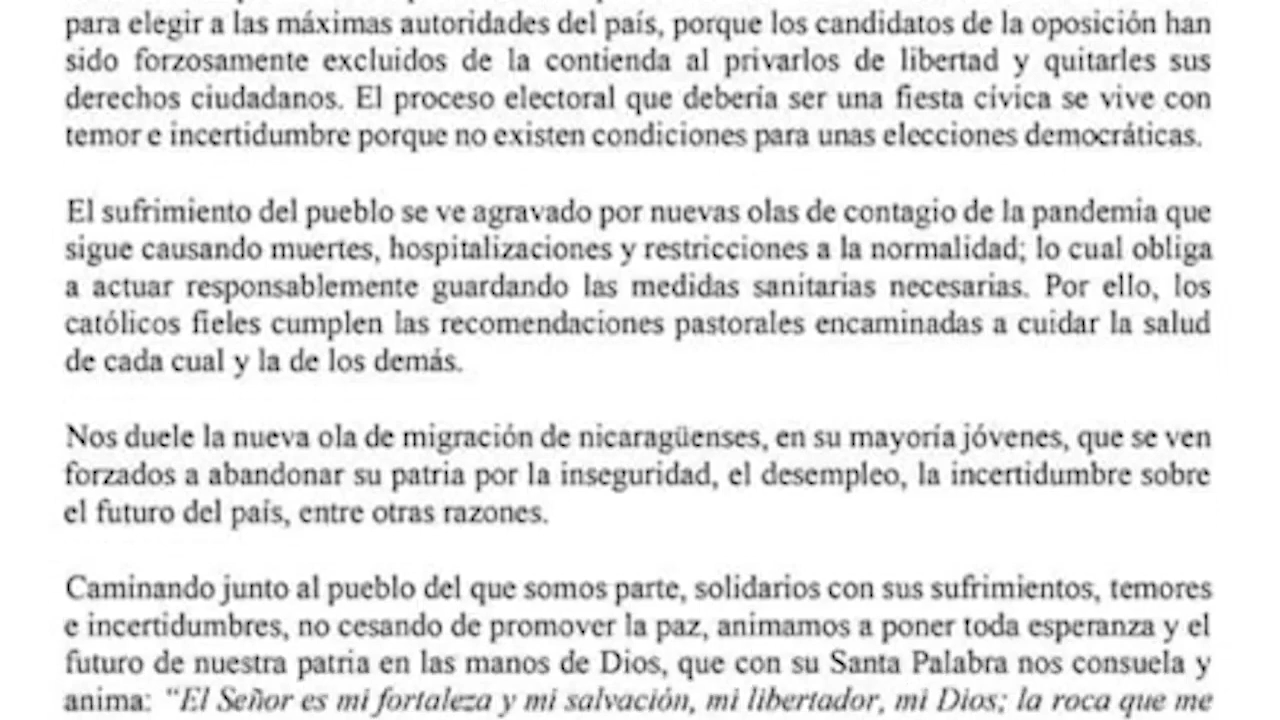 para elegir a las máximas autoridades del país, porque los candidatos de la oposición han
sido forzosamente excluidos de la contienda al privarlos de libertad y quitarles sus
derechos ciudadanos. El proceso electoral que debería ser una fiesta cívica se vive con
temor e incertidumbre porque no existen condiciones para unas elecciones democráticas.
El sufrimiento del pueblo se ve agravado por nuevas olas de contagio de la pandemia que
sigue causando muertes, hospitalizaciones y restricciones a la normalidad; lo cual obliga
a actuar responsablemente guardando las medidas sanitarias necesarias. Por ello, los
católicos fieles cumplen las recomendaciones pastorales encaminadas a cuidar la salud
de cada cual y la de los demás.
Nos duele la nueva ola de migración de nicaragüenses, en su mayoría jóvenes, que se ven
forzados a abandonar su patria por la inseguridad, el desempleo, la incertidumbre sobre
el futuro del país, entre otras razones.
Caminando junto al pueblo del que somos parte, solidarios con sus sufrimientos, temores
e incertidumbres, no cesando de promover la paz, animamos a poner toda esperanza y el
futuro de nuestra patria en las manos de Dios, que con su Santa Palabra nos consuela y
anima: “El Señor es mi fortaleza y mi salvación, mi libertador, mi Dios; la roca que me